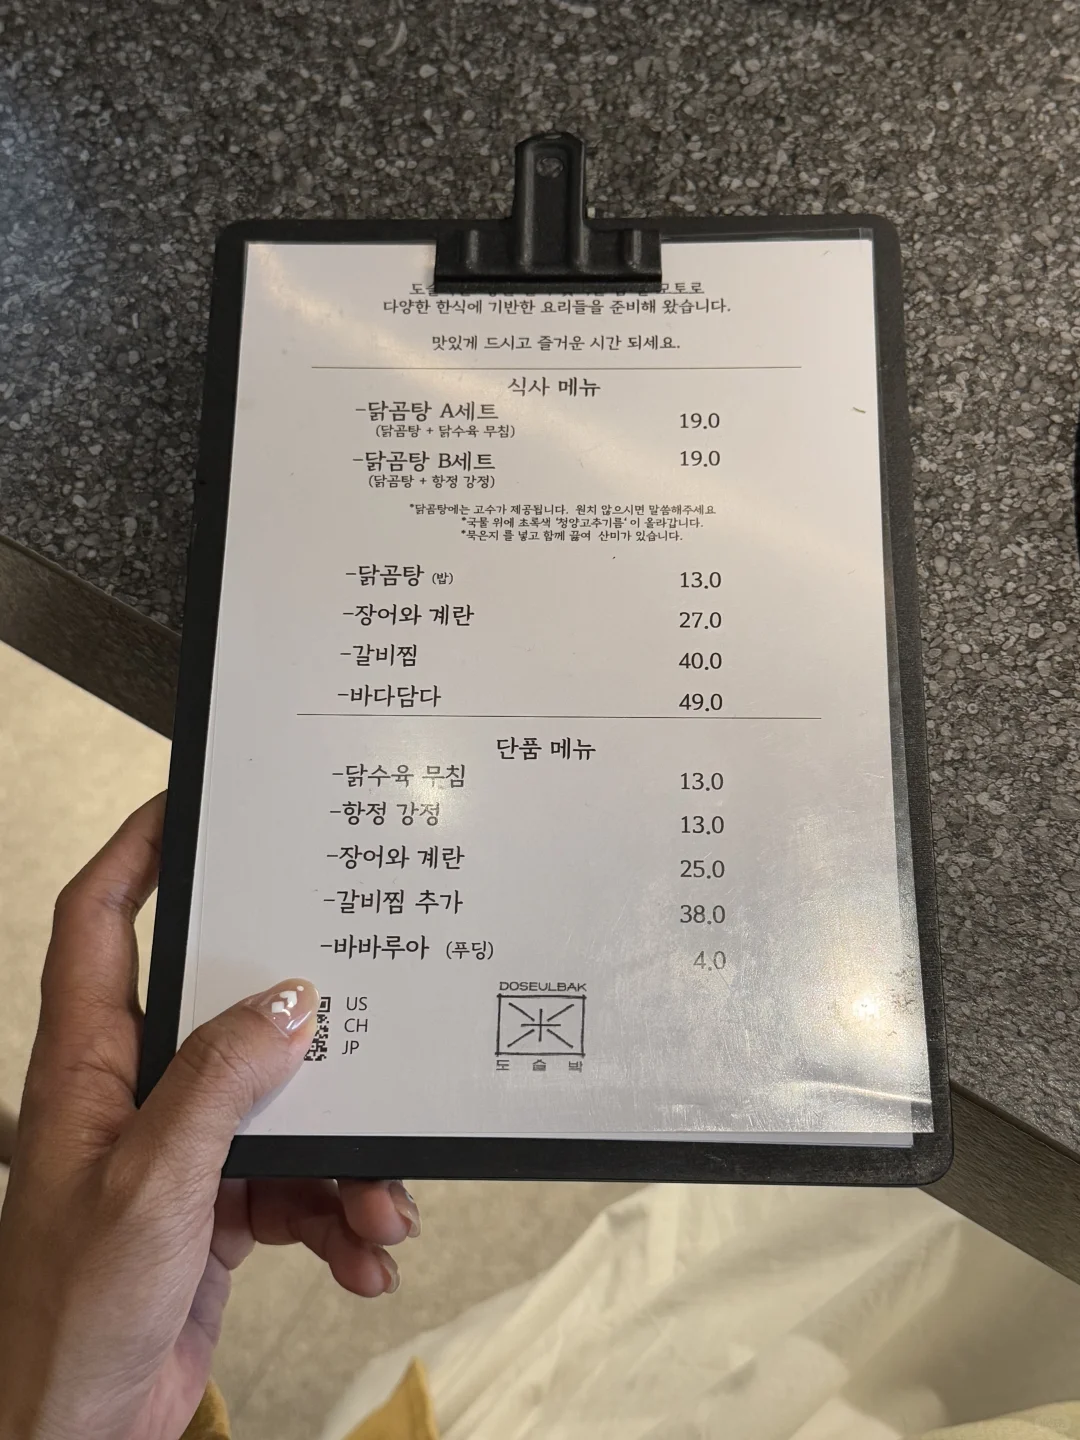 모토로
다양한 한식에 기반한 요리들을 준비해 왔습니다.
맛있게 드시고 즐거운 시간 되세요.
식사 메뉴
-닭곰탕 A세트 19.0
(닭곰탕 + 닭수육 무침)
-닭곰탕 B세트 19.0
(닭곰탕 + 항정 강정)
*닭곰탕에는 고수가 제공됩니다. 원치 않으시면 말씀해주세요
*국물 위에 초록색 '청양고추기름' 이 올라갑니다.
*묵은지 를 넣고 함께 끓여 산미가 있습니다.
-닭곰탕 (밥) 13.0
-장어와 계란 27.0
-갈비찜 40.0
-바다담다 49.0
단품 메뉴
-닭수육 무침 13.0
-항정 강정 13.0
-장어와 계란 25.0
-갈비찜 추가 38.0
-바바루아 (푸딩) 4.0
US
CH
JP
DOSEULBAK
도 슬 박